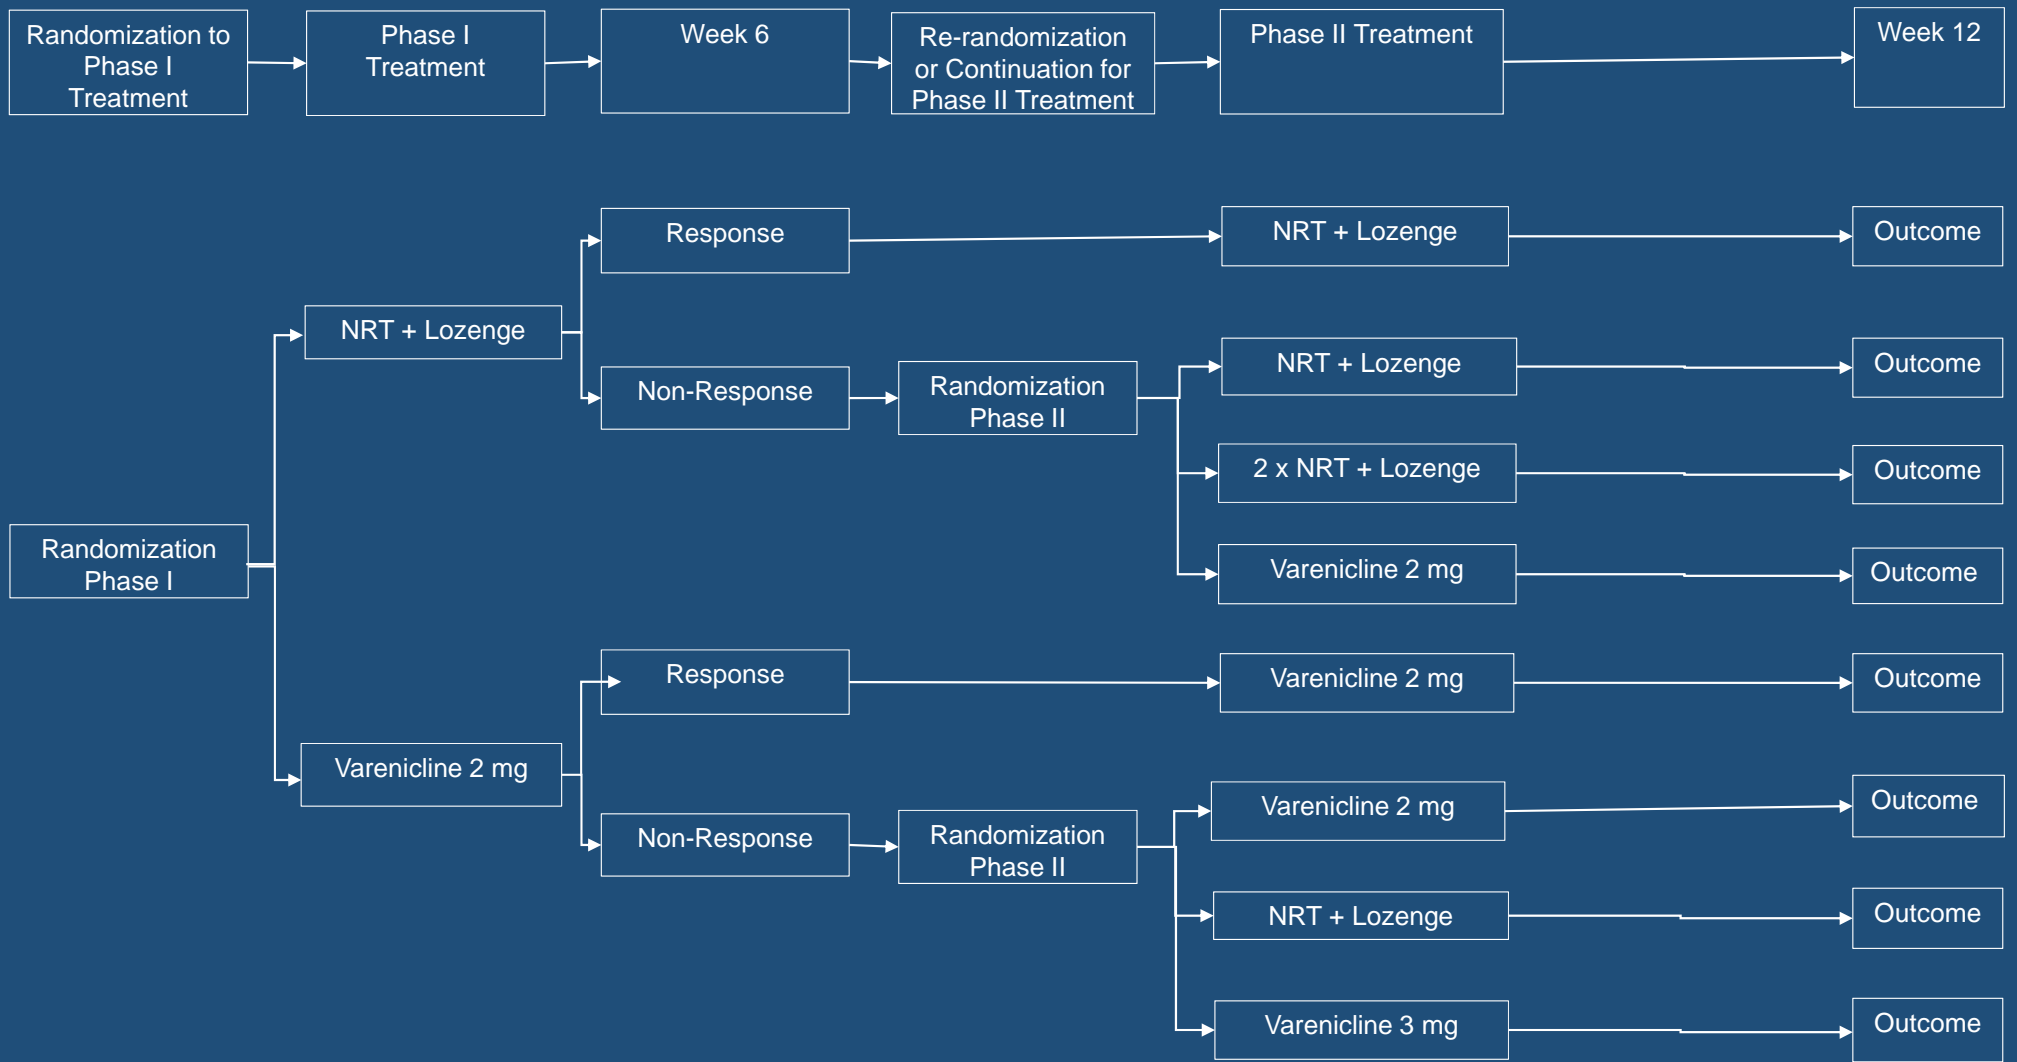 Randomization to
Phase I
Treatment
Phase I
Treatment
Week 6
Re-randomization
or Continuation for
Phase II Treatment
Phase II Treatment
Week 12
Response
NRT + Lozenge
Outcome
NRT + Lozenge
Non-Response
Randomization
Phase II
NRT + Lozenge
Outcome
2 x NRT + Lozenge
Outcome
Varenicline 2 mg
Outcome
Randomization
Phase I
Response
Varenicline 2 mg
Outcome
Varenicline 2 mg
Non-Response
Randomization
Phase II
Varenicline 2 mg
Outcome
NRT + Lozenge
Outcome
Varenicline 3 mg
Outcome